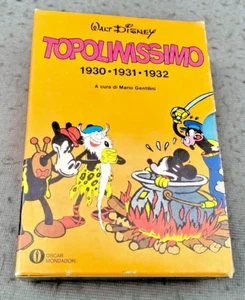 WALT DISNEY
TOPOLINISSIMO
1930 • 1931 • 1932
A cura di Mario Gentilini
OSCAR
MONDADORI